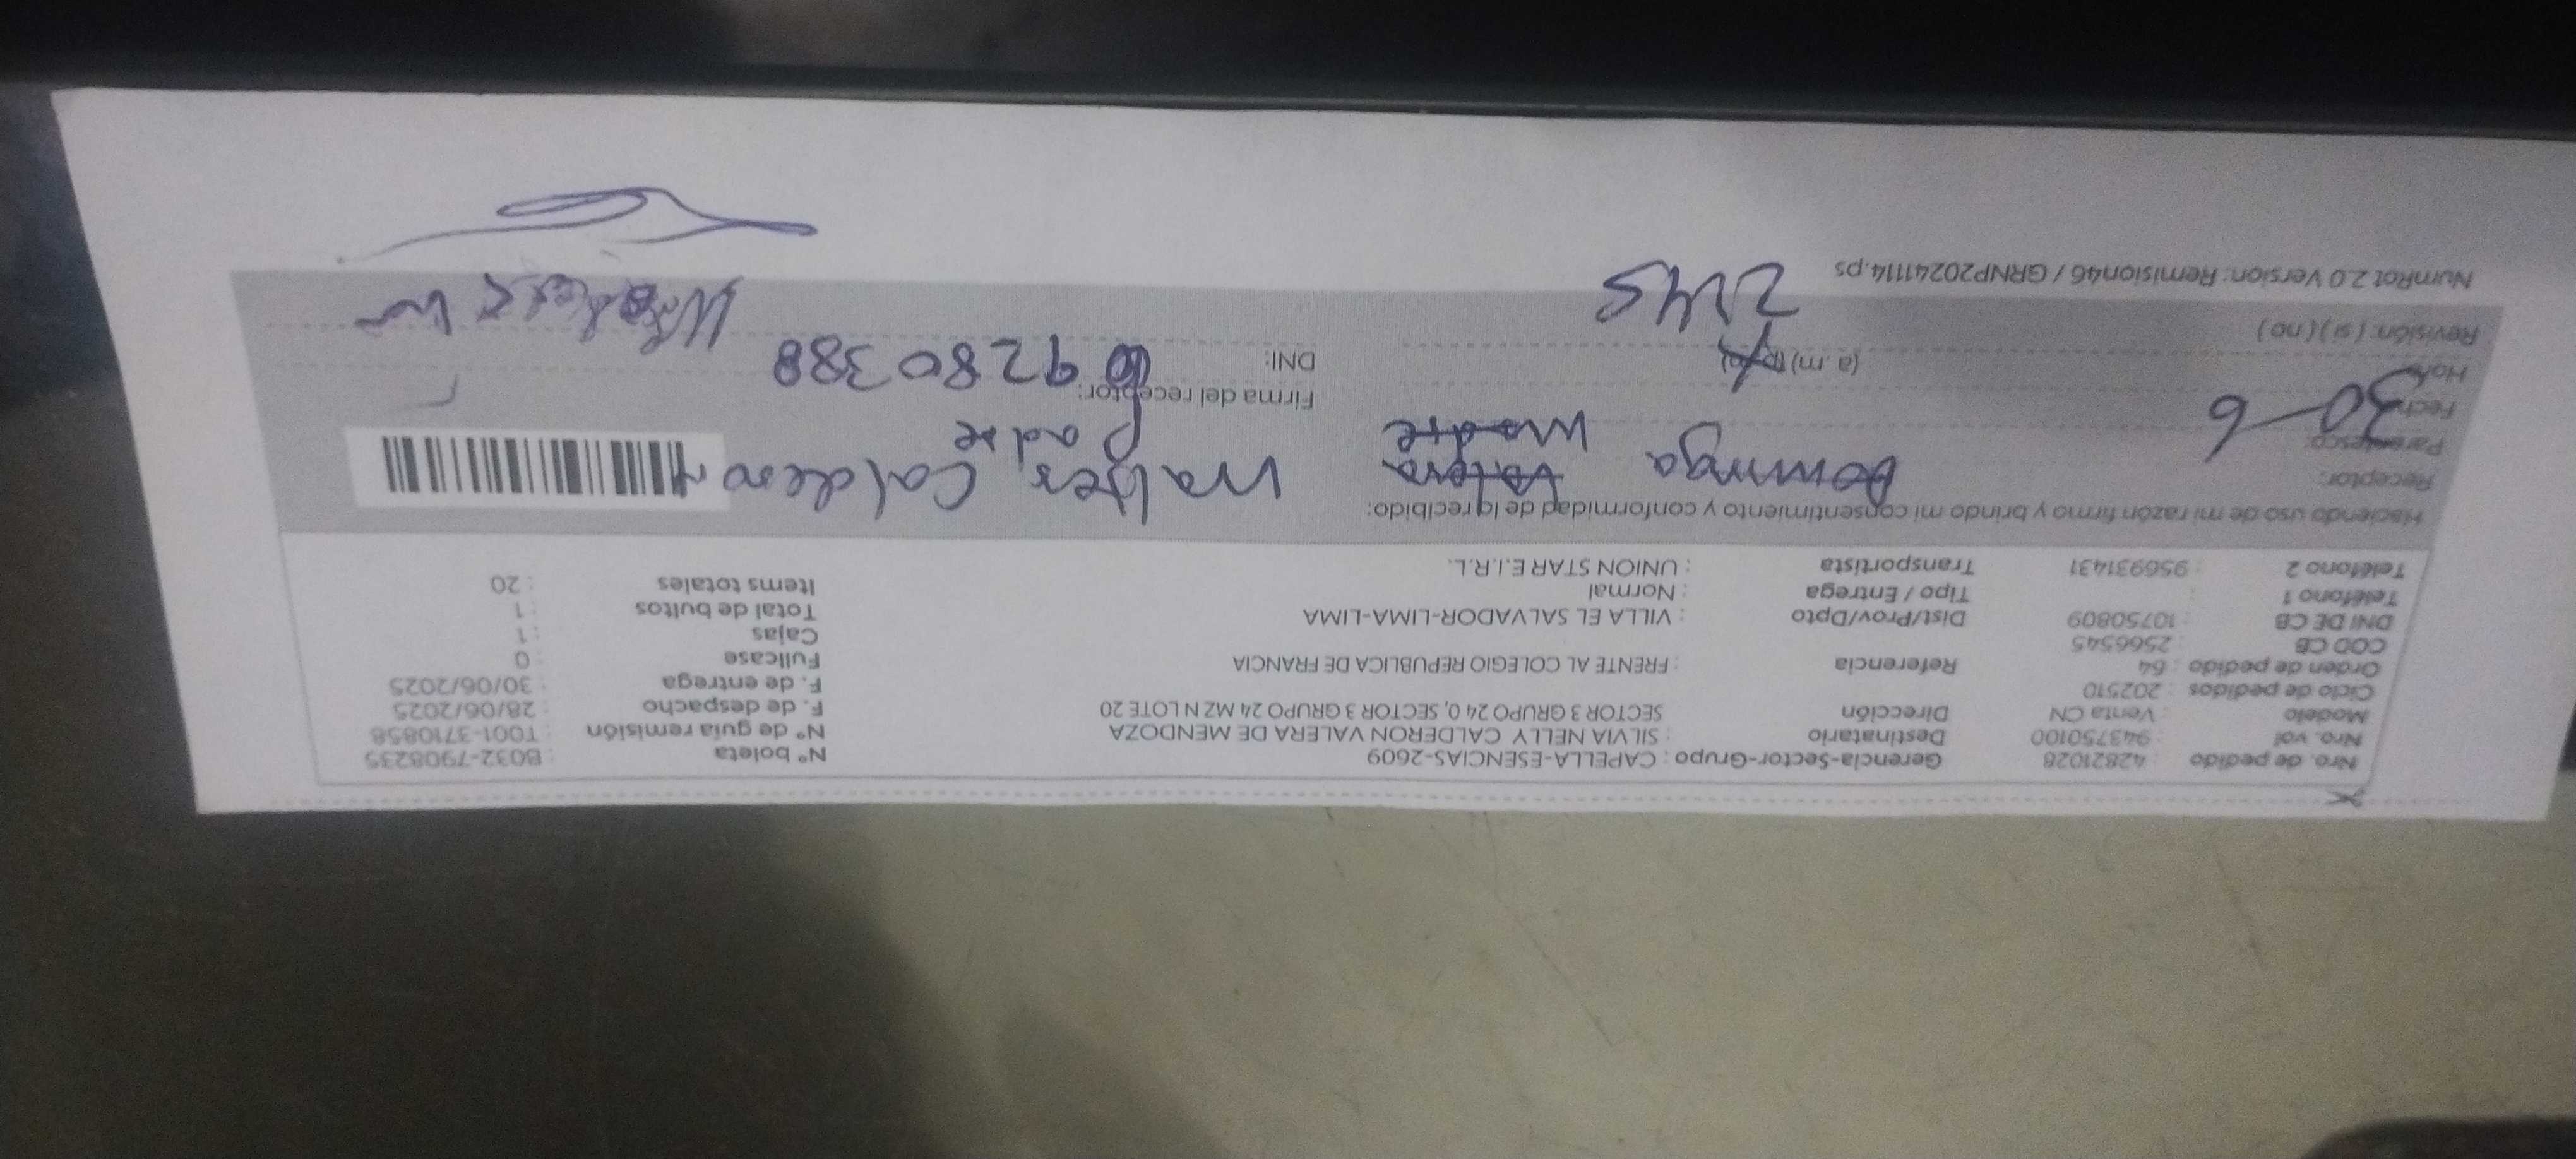 Nro. de pedido : 42821028 Gerencia-Sector-Grupo : CAPELLA-ESENCIAS-2609 N° boleta : B032-7908235
Nro. vol : 943750100 Destinatario : SILVIA NELLY CALDERON VALERA DE MENDOZA N° de guía remisión : T001-3710858
Modelo : Venta CN Dirección SECTOR 3 GRUPO 24 0, SECTOR 3 GRUPO 24 MZ N LOTE 20 F. de despacho : 28/06/2025
Ciclo de pedidos : 202510 F. de entrega : 30/06/2025
Orden de pedido : 64 Referencia : FRENTE AL COLEGIO REPUBLICA DE FRANCIA Fullcase : 0
COD CB : 2566545 Cajas : 1
DNI DE CB : 10750809 Dist/Prov/Dpto : VILLA EL SALVADOR-LIMA-LIMA Total de bultos : 1
Teléfono 1 : Tipo / Entrega : Normal Items totales : 20
Teléfono 2 : 956931431 Transportista : UNION STAR E.I.R.L.
Haciendo uso de mi razón firmo y brindo mi consentimiento y conformidad de lo recibido:
Receptor: Dominga Valera Walter Calderon
Parentesco: madre padre
Fecha: 30-6 Firma del receptor:
Hora: (a.m) (p.m) DNI: 09280388
Revisión: (si) (no) 2:45
NumRot 2.0 Version: Remision46 / GRNP20241114.ps